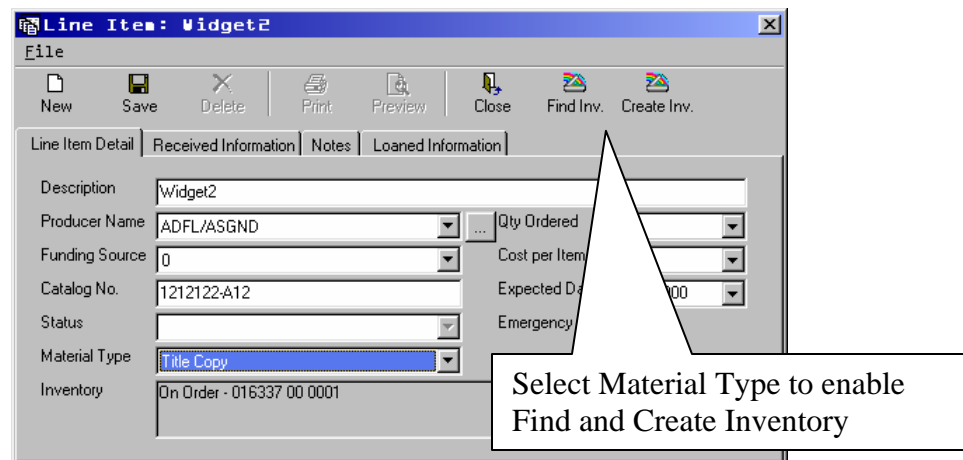 Line Item: Widget2
File
New Save Delete Print Preview Close Find Inv. Create Inv.
Line Item Detail Received Information Notes Loaned Information
Description Widget2
Producer Name ADFL/ASGND ... Qty Ordered
Funding Source 0 Cost per Item
Catalog No. 1212122-A12 Expected Da 000
Status Emergency
Material Type Title Copy
Inventory On Order - 016337 00 0001
Select Material Type to enable
Find and Create Inventory